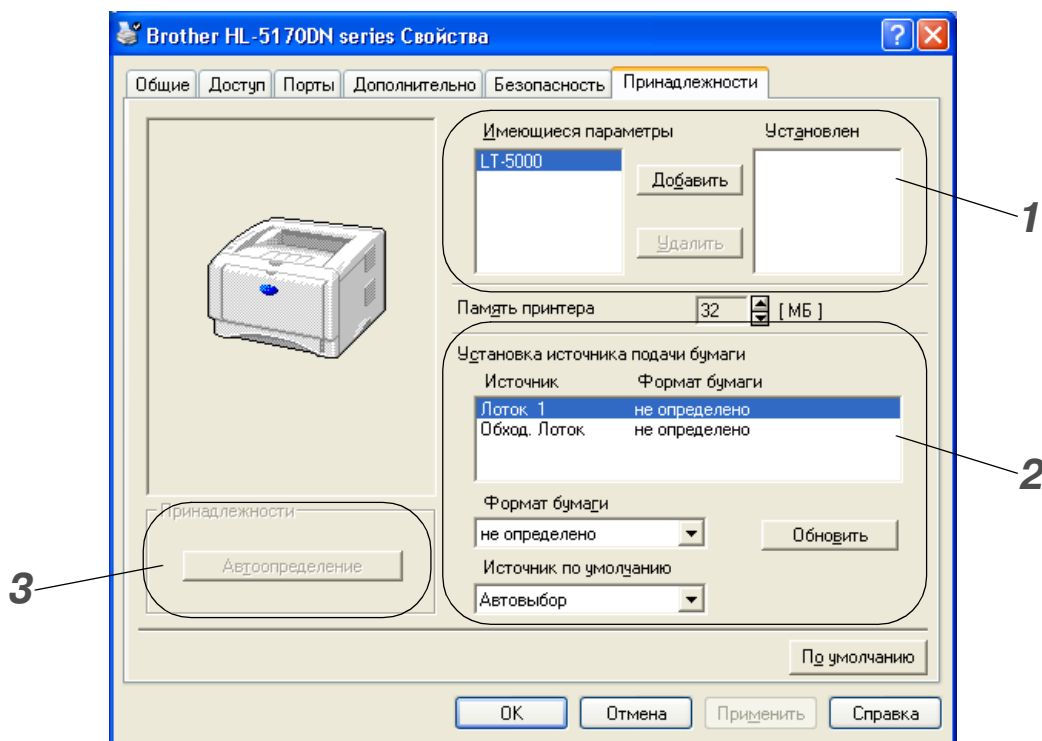 Brother HL-5170DN series Свойства
Общие Доступ Порты Дополнительно Безопасность Принадлежности
Имеющиеся параметры Установлен
LT-5000
Добавить
Удалить
1
Память принтера 32 [ МБ ]
Установка источника подачи бумаги
Источник Формат бумаги
Лоток 1 не определено
Обход. Лоток не определено
2
Формат бумаги
не определено Обновить
Источник по умолчанию
Автовыбор
Принадлежности
Автоопределение
3
По умолчанию
OK Отмена Применить Справка